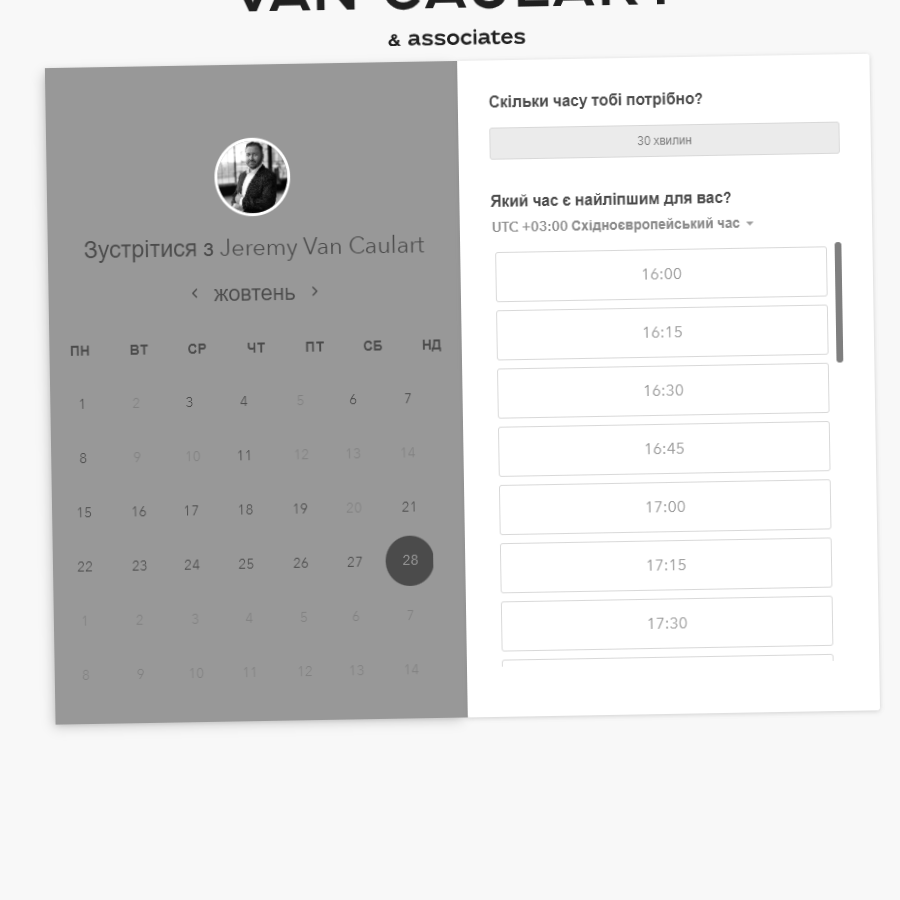 VAN CAULART
& associates
Зустрітися з Jeremy Van Caulart
жовтень
ПН ВТ СР ЧТ ПТ СБ НД
1 2 3 4 5 6 7
8 9 10 11 12 13 14
15 16 17 18 19 20 21
22 23 24 25 26 27 28
1 2 3 4 5 6 7
8 9 10 11 12 13 14
Скільки часу тобі потрібно?
30 хвилин
Який час є найліпшим для вас?
UTC +03:00 Східноєвропейський час
16:00
16:15
16:30
16:45
17:00
17:15
17:30